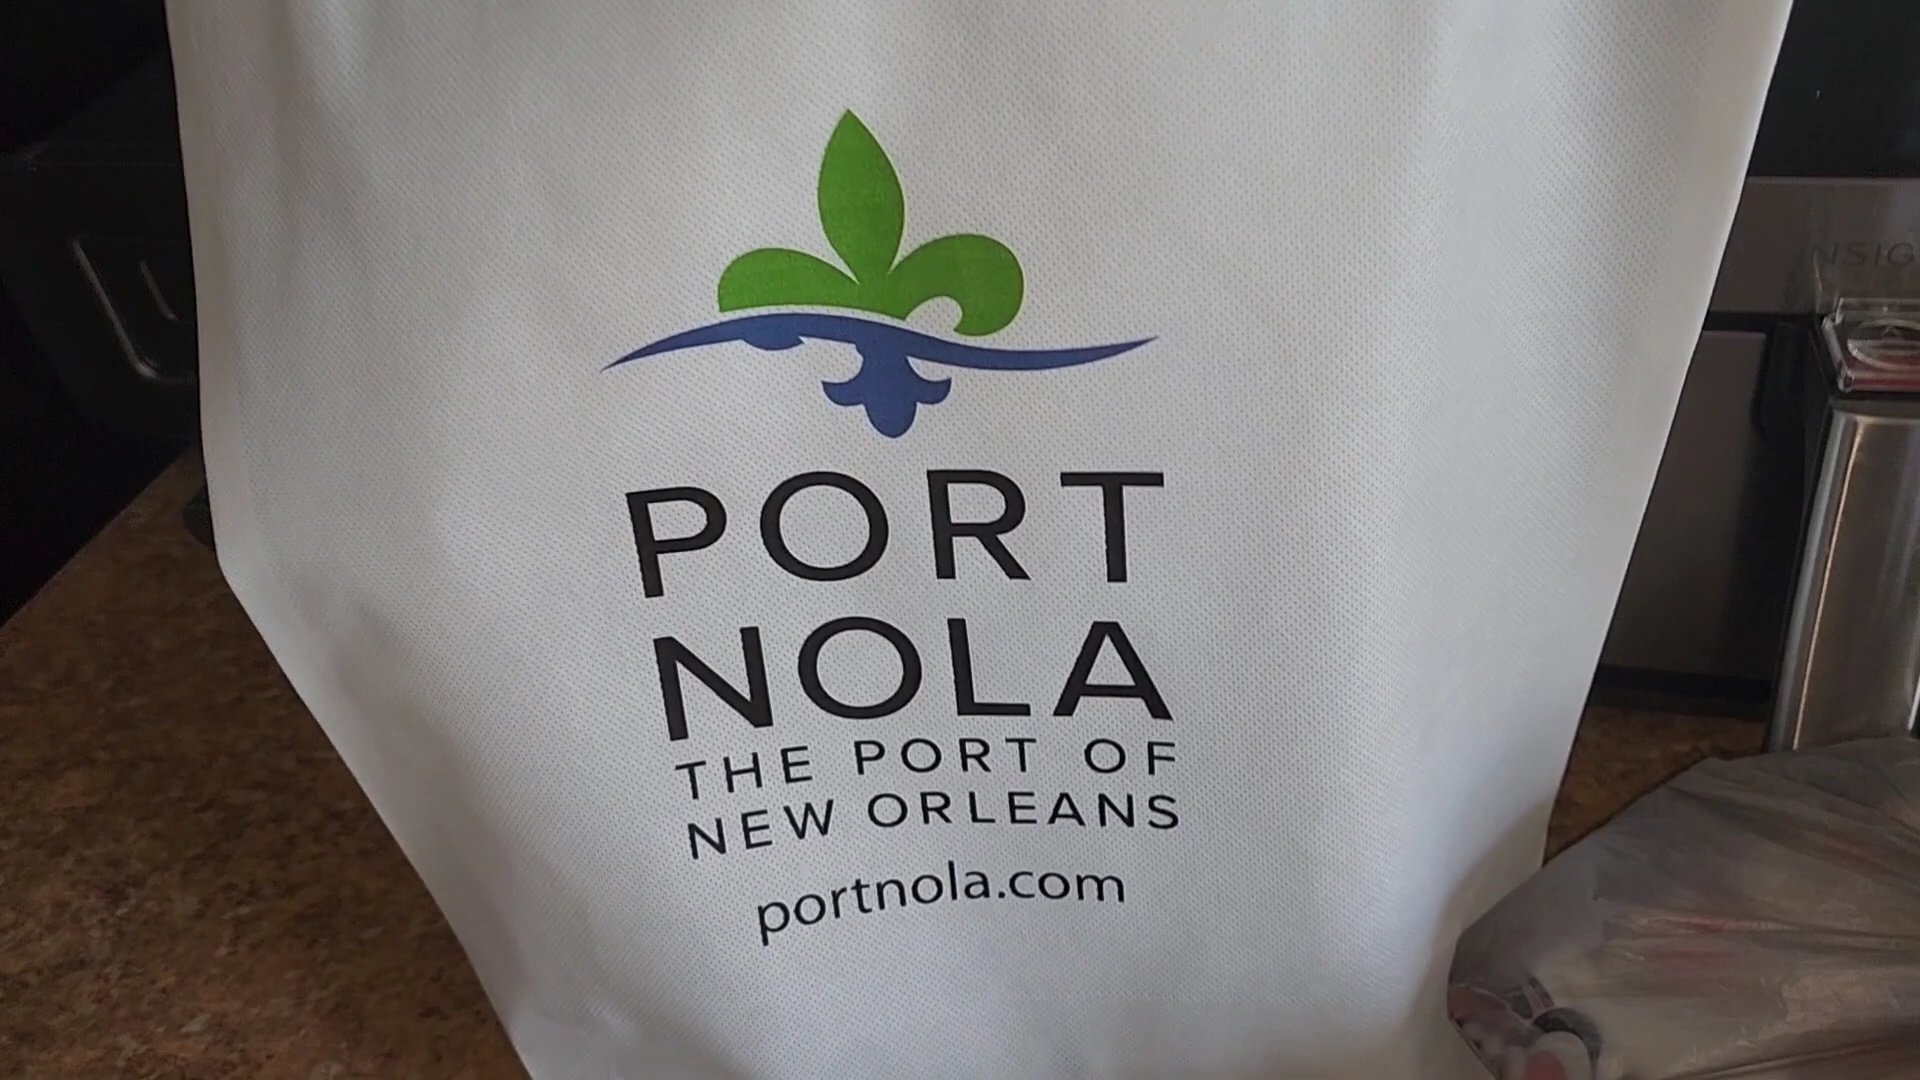 PORT
NOLA
THE PORT OF
NEW ORLEANS
portnola.com